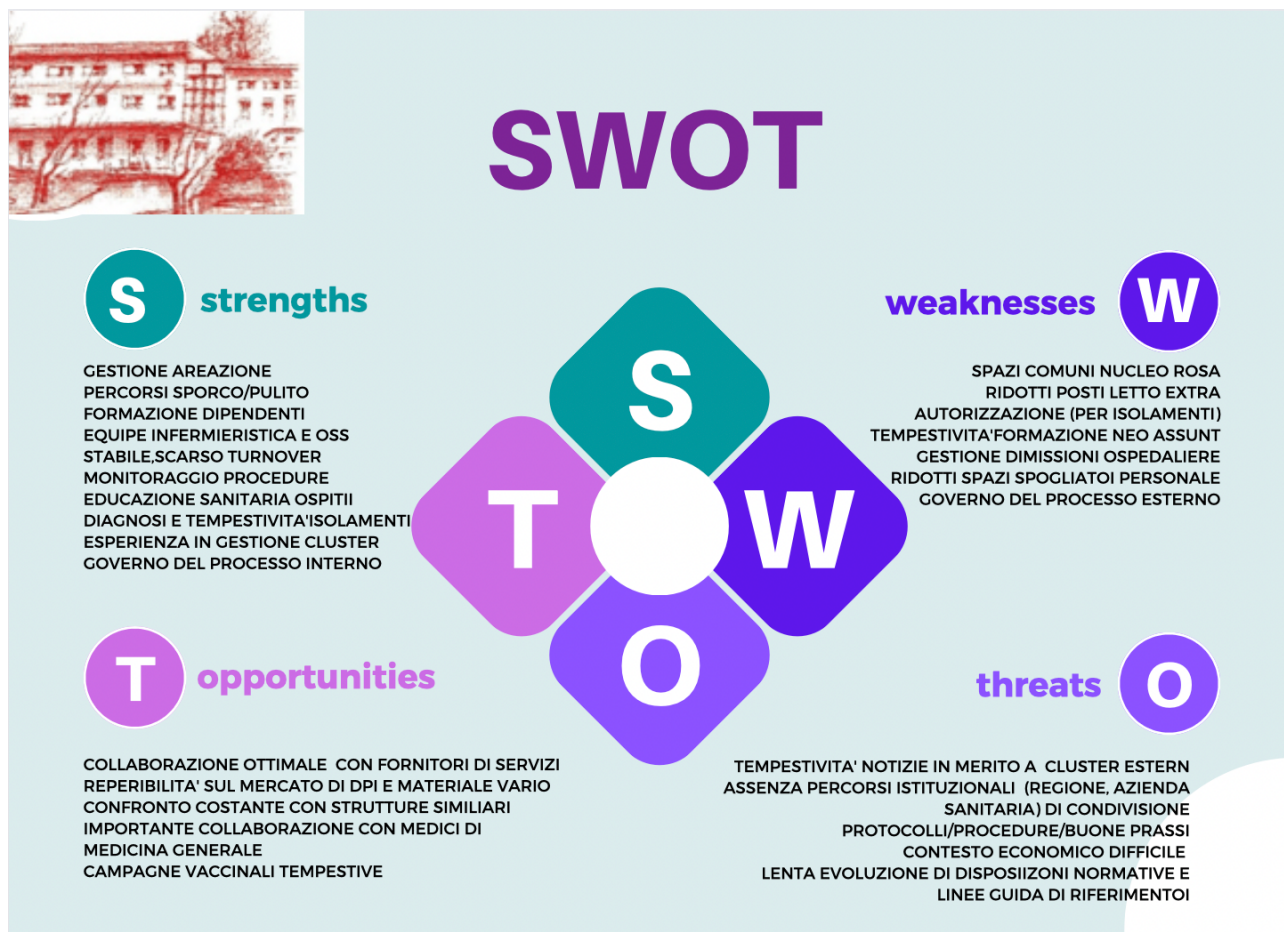 SWOT
S
strengths
GESTIONE AREAZIONE
PERCORSI SPORCO/PULITO
FORMAZIONE DIPENDENTI
EQUIPE INFERMIERISTICA E OSS
STABILE,SCARSO TURNOVER
MONITORAGGIO PROCEDURE
EDUCAZIONE SANITARIA OSPITII
DIAGNOSI E TEMPESTIVITA'ISOLAMENTI
ESPERIENZA IN GESTIONE CLUSTER
GOVERNO DEL PROCESSO INTERNO
weaknesses
W
SPAZI COMUNI NUCLEO ROSA
RIDOTTI POSTI LETTO EXTRA
AUTORIZZAZIONE (PER ISOLAMENTI)
TEMPESTIVITA'FORMAZIONE NEO ASSUNT
GESTIONE DIMISSIONI OSPEDALIERE
RIDOTTI SPAZI SPOGLIATOI PERSONALE
GOVERNO DEL PROCESSO ESTERNO
S
T
W
O
T
opportunities
COLLABORAZIONE OTTIMALE CON FORNITORI DI SERVIZI
REPERIBILITA' SUL MERCATO DI DPI E MATERIALE VARIO
CONFRONTO COSTANTE CON STRUTTURE SIMILIARI
IMPORTANTE COLLABORAZIONE CON MEDICI DI
MEDICINA GENERALE
CAMPAGNE VACCINALI TEMPESTIVE
threats
O
TEMPESTIVITA' NOTIZIE IN MERITO A CLUSTER ESTERN
ASSENZA PERCORSI ISTITUZIONALI (REGIONE, AZIENDA
SANITARIA) DI CONDIVISIONE
PROTOCOLLI/PROCEDURE/BUONE PRASSI
CONTESTO ECONOMICO DIFFICILE
LENTA EVOLUZIONE DI DISPOSIIZONI NORMATIVE E
LINEE GUIDA DI RIFERIMENTOI